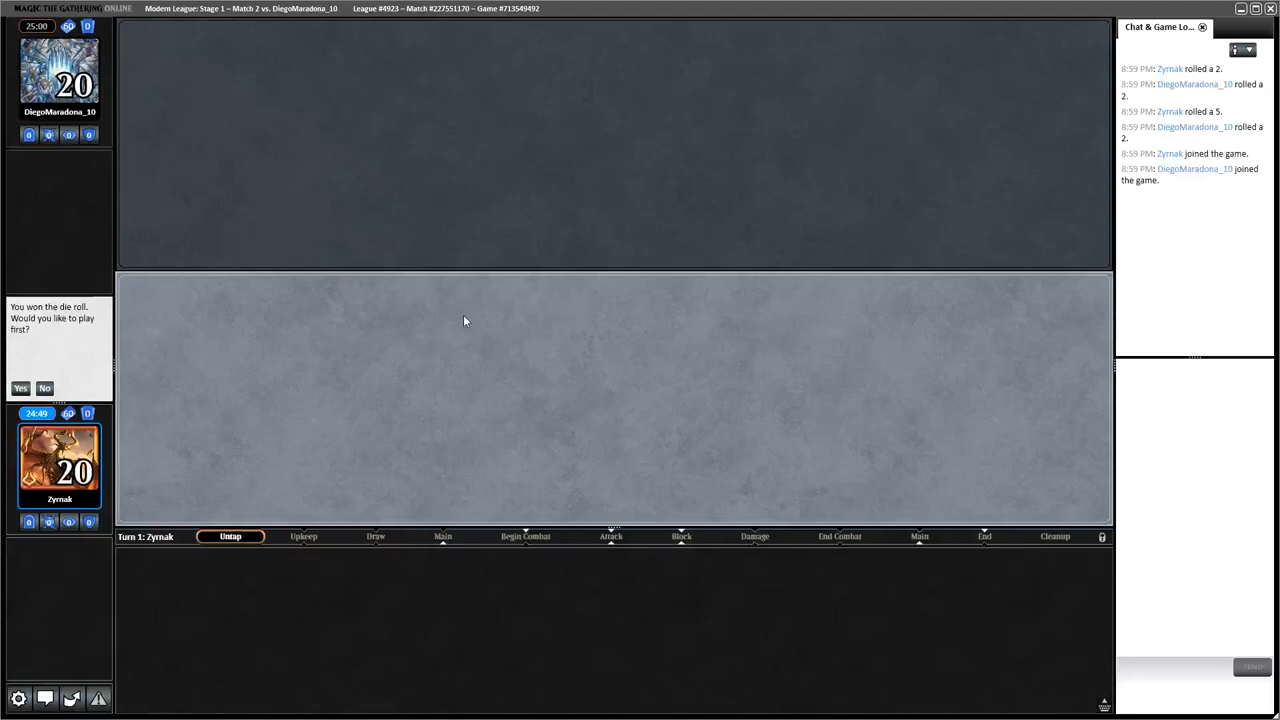 MAGIC THE GATHERING ONLINE
Modern League: Stage 1 – Match 2 vs. DiegoMaradona_10
League #4923 – Match #227551170 – Game #713549492
25:00
60
0
20
DiegoMaradona_10
0
0
0
0
You won the die roll.
Would you like to play
first?
Yes
No
24:49
60
0
20
Zyrnak
0
0
0
0
Turn 1: Zyrnak
Untap
Upkeep
Draw
Main
Begin Combat
Attack
Block
Damage
End Combat
Main
End
Cleanup
Chat & Game Lo...
8:59 PM: Zyrnak rolled a 2.
8:59 PM: DiegoMaradona_10 rolled a
2.
8:59 PM: Zyrnak rolled a 5.
8:59 PM: DiegoMaradona_10 rolled a
2.
8:59 PM: Zyrnak joined the game.
8:59 PM: DiegoMaradona_10 joined
the game.